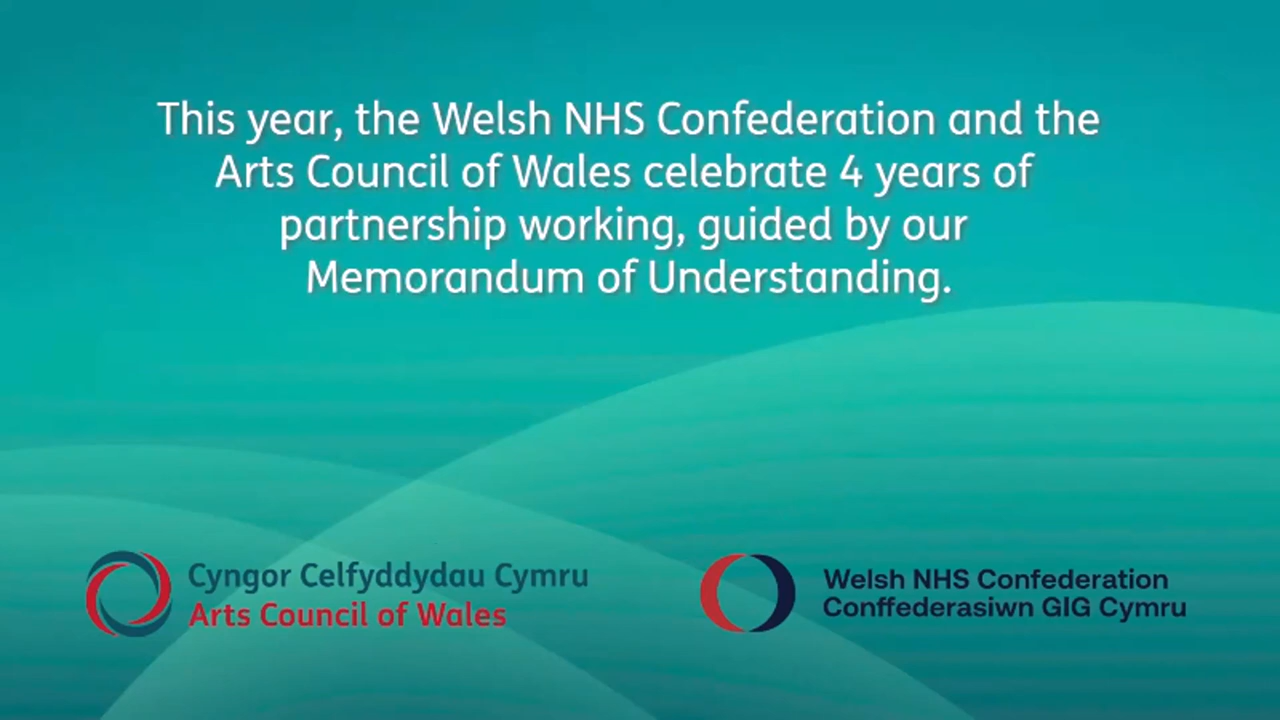 This year, the Welsh NHS Confederation and the
Arts Council of Wales celebrate 4 years of
partnership working, guided by our
Memorandum of Understanding.
Cyngor Celfyddydau Cymru
Arts Council of Wales
Welsh NHS Confederation
Conffederasiwn GIG Cymru